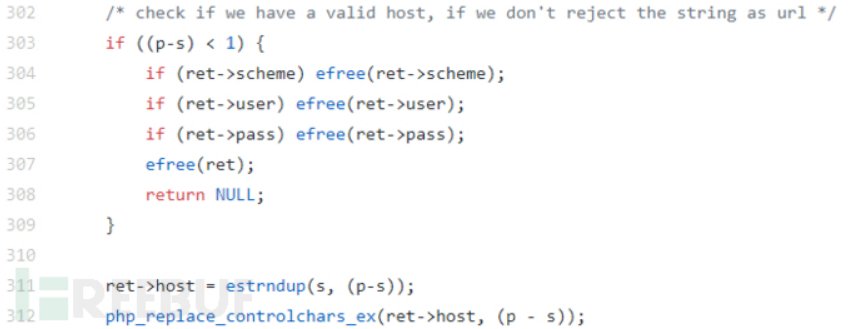 302 /* check if we have a valid host, if we don't reject the string as url */
303 if ((p-s) < 1) {
304 if (ret->scheme) efree(ret->scheme);
305 if (ret->user) efree(ret->user);
306 if (ret->pass) efree(ret->pass);
307 efree(ret);
308 return NULL;
309 }
310
311 ret->host = estrndup(s, (p-s));
312 php_replace_controlchars_ex(ret->host, (p - s));
REEBUF